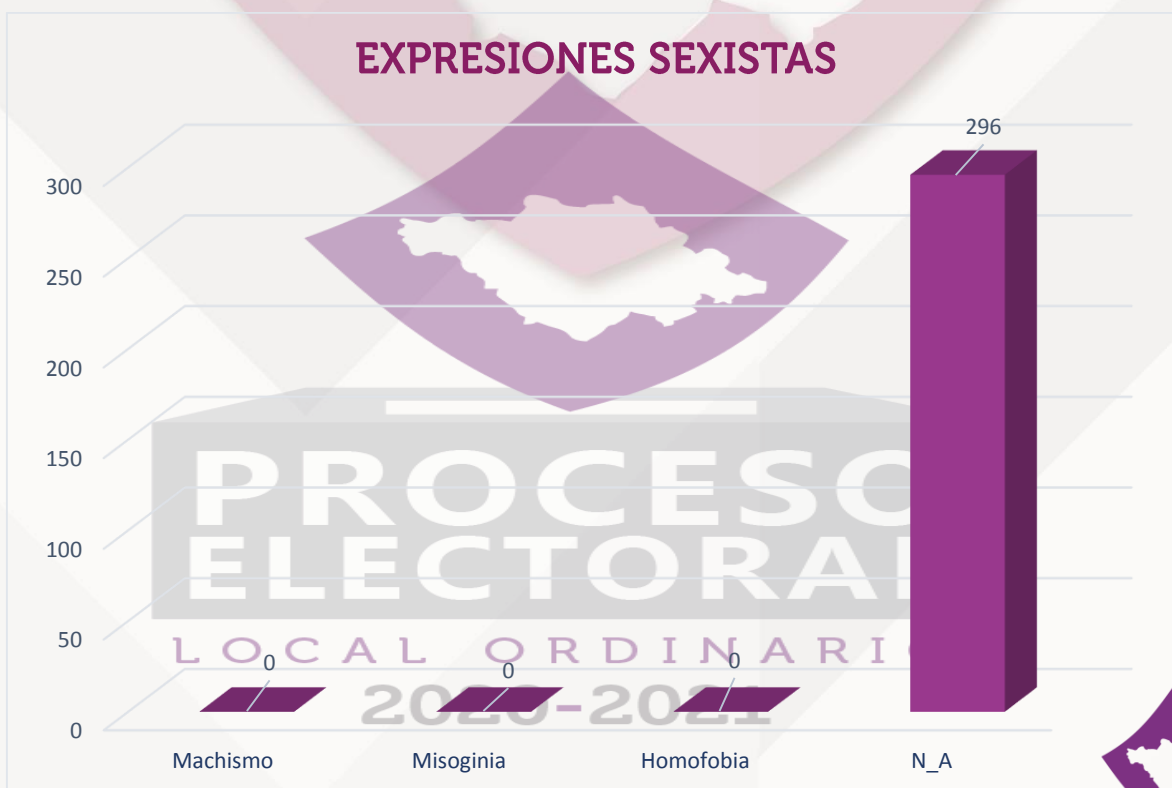 EXPRESIONES SEXISTAS
296
300
250
200
150
100
50
0
0
0
0
Machismo
Misoginia
Homofobia
N_A
PROCESO
ELECTORAL
LOCAL ORDINARI
2020-2021